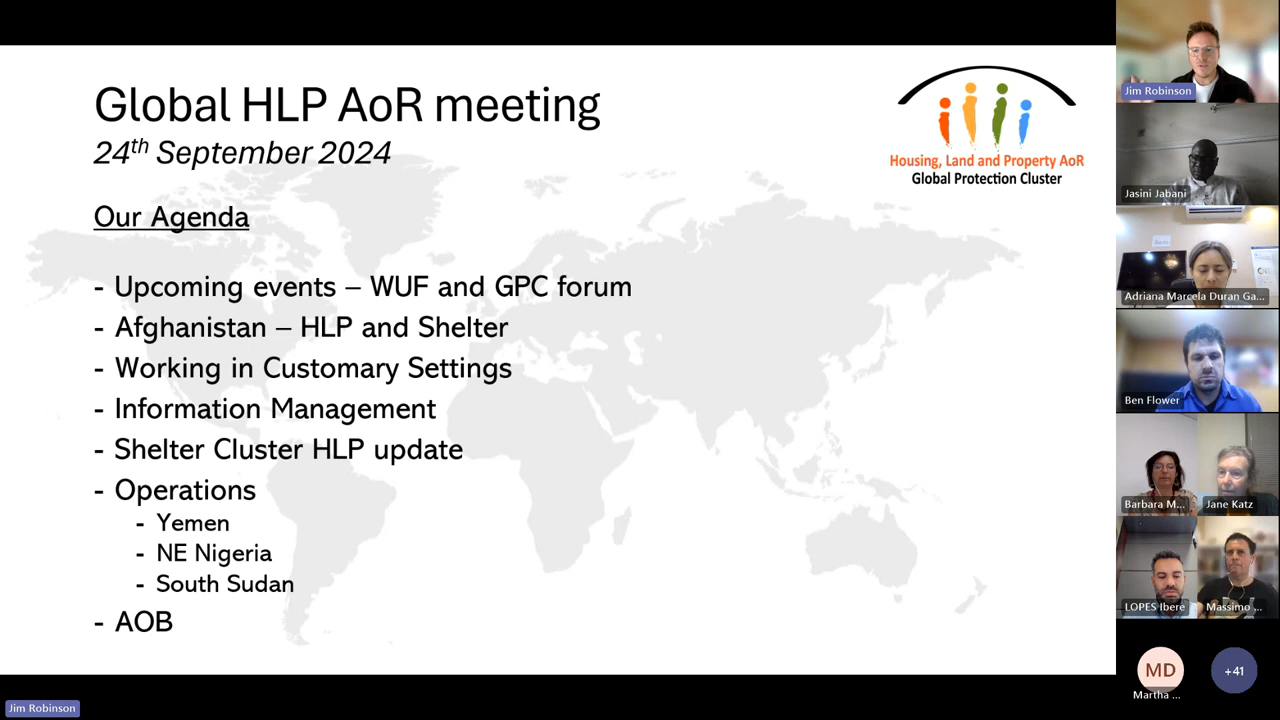 Global HLP AoR meeting
24th September 2024
Housing, Land and Property AoR
Global Protection Cluster
Our Agenda
- Upcoming events – WUF and GPC forum
- Afghanistan – HLP and Shelter
- Working in Customary Settings
- Information Management
- Shelter Cluster HLP update
- Operations
- Yemen
- NE Nigeria
- South Sudan
- AOB
Jim Robinson
Jasini Jabani
Adriana Marcela Duran Ga...
Ben Flower
Barbara M...
Jane Katz
LOPES Ibere
Massimo ...
MD
Martha ...
+41
Jim Robinson